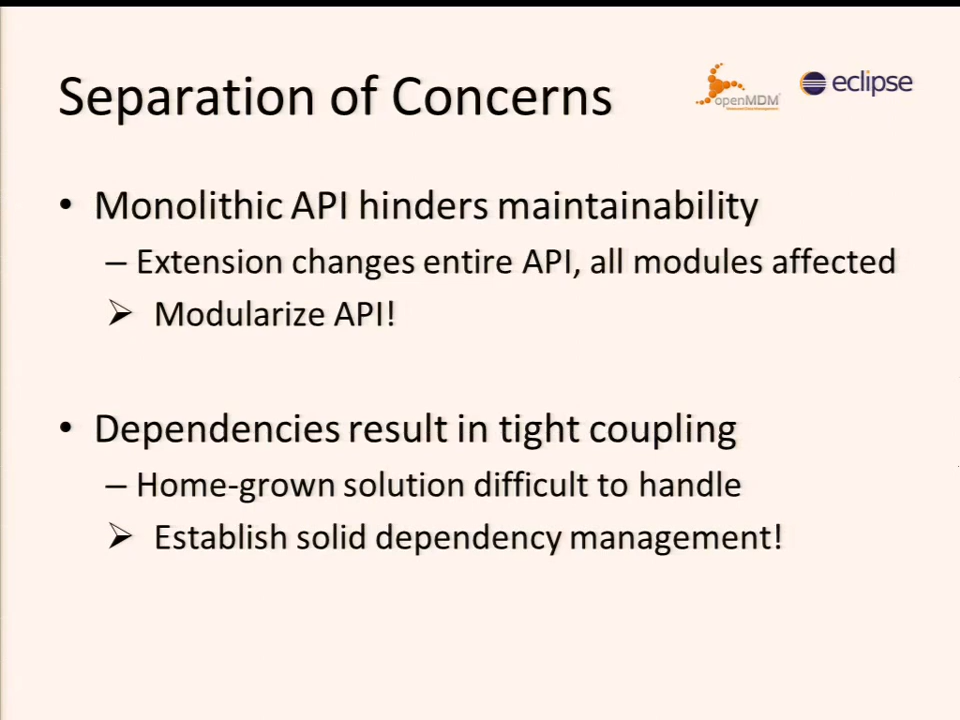 Separation of Concerns
openMDM
eclipse
• Monolithic API hinders maintainability
– Extension changes entire API, all modules affected
➢ Modularize API!
• Dependencies result in tight coupling
– Home-grown solution difficult to handle
➢ Establish solid dependency management!